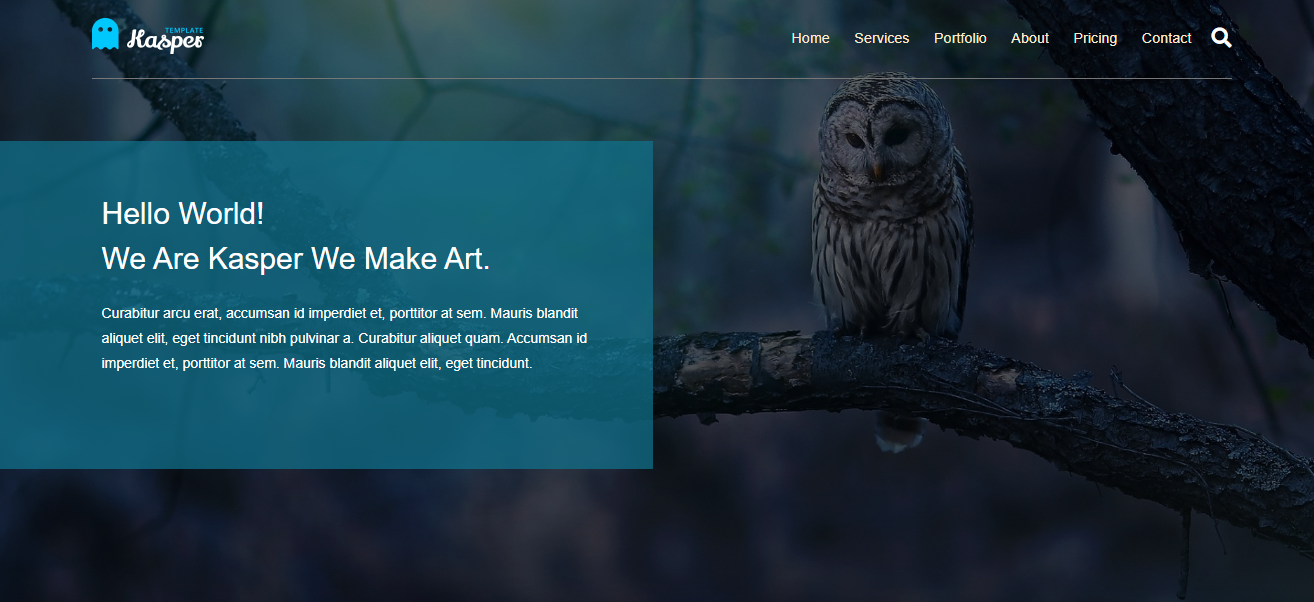 TEMPLATE
Kasper
Home Services Portfolio About Pricing Contact
Hello World!
We Are Kasper We Make Art.
Curabitur arcu erat, accumsan id imperdiet et, porttitor at sem. Mauris blandit
aliquet elit, eget tincidunt nibh pulvinar a. Curabitur aliquet quam. Accumsan id
imperdiet et, porttitor at sem. Mauris blandit aliquet elit, eget tincidunt.